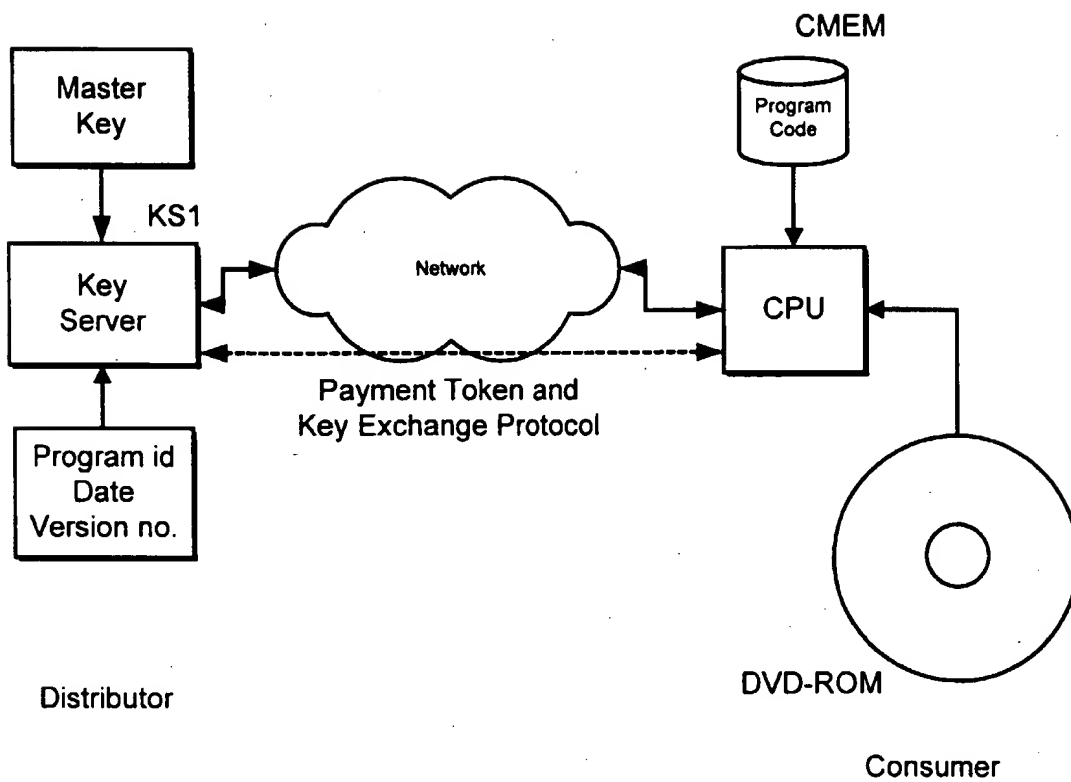 CMEM
Master
Key
Program
Code
KS1
Key
Server
Network
CPU
Payment Token and
Key Exchange Protocol
Program id
Date
Version no.
DVD-ROM
Distributor
Consumer